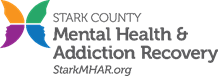 STARK COUNTY
Mental Health &
Addiction Recovery
StarkMHAR.org